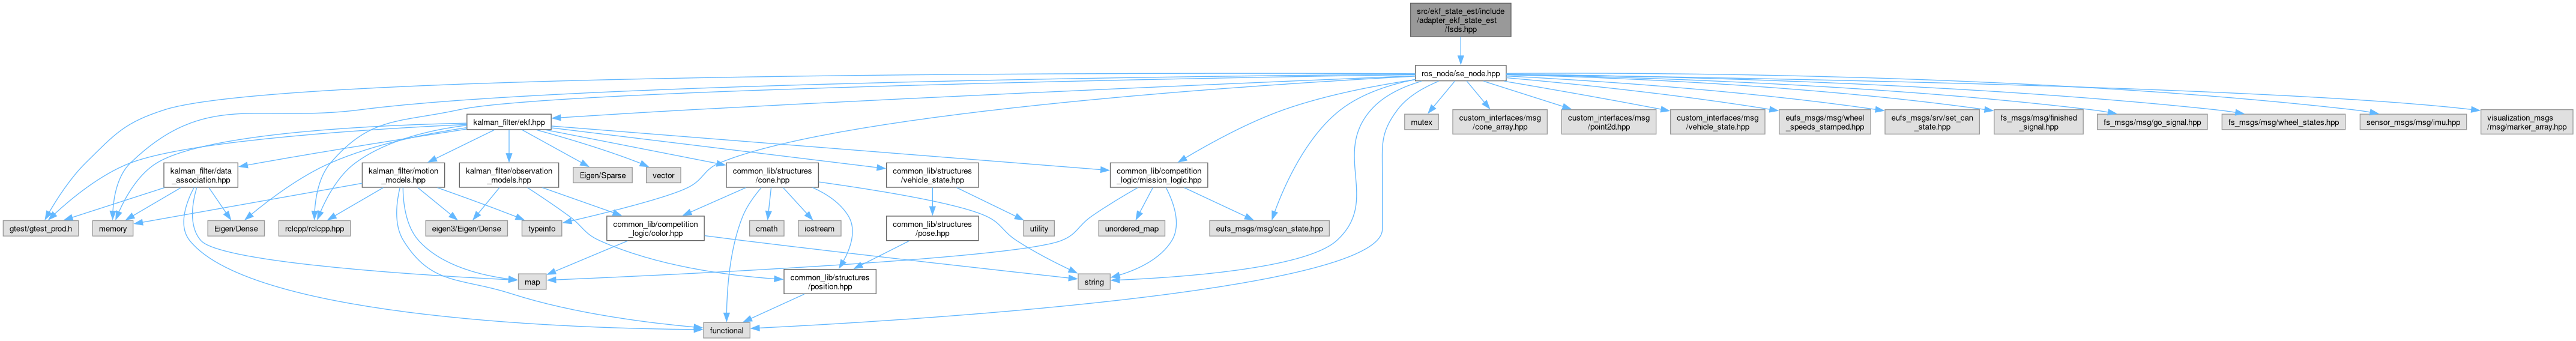 src/ekf_state_est/include
/adapter_ekf_state_est
/fsds.hpp
ros_node/se_node.hpp
kalman_filter/ekf.hpp
mutex
custom_interfaces/msg
/cone_array.hpp
custom_interfaces/msg
/point2d.hpp
custom_interfaces/msg
/vehicle_state.hpp
eufs_msgs/msg/wheel
_speeds_stamped.hpp
eufs_msgs/srv/set_can
_state.hpp
fs_msgs/msg/finished
_signal.hpp
fs_msgs/msg/go_signal.hpp
fs_msgs/msg/wheel_states.hpp
sensor_msgs/msg/imu.hpp
visualization_msgs
/msg/marker_array.hpp
kalman_filter/data
_association.hpp
kalman_filter/motion
_models.hpp
kalman_filter/observation
_models.hpp
Eigen/Sparse
vector
common_lib/structures
/cone.hpp
common_lib/structures
/vehicle_state.hpp
common_lib/competition
_logic/mission_logic.hpp
gtest/gtest_prod.h
memory
Eigen/Dense
rclcpp/rclcpp.hpp
eigen3/Eigen/Dense
typeinfo
common_lib/competition
_logic/color.hpp
cmath
iostream
common_lib/structures
/pose.hpp
utility
unordered_map
eufs_msgs/msg/can_state.hpp
map
common_lib/structures
/position.hpp
string
functional